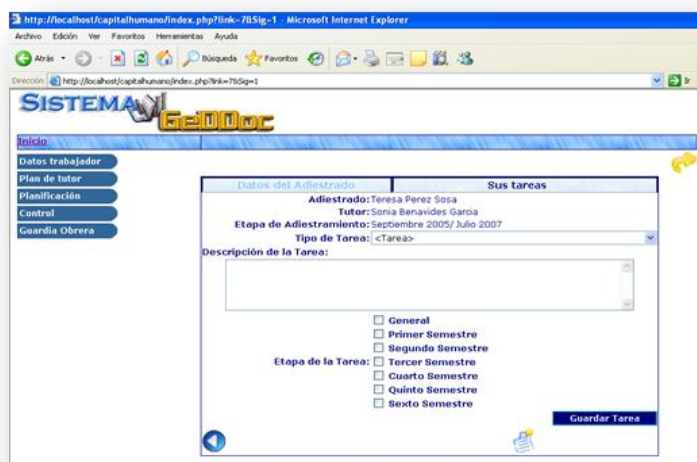 http://localhost/capitalhumano/index.php?link=7&Sig=1 - Microsoft Internet Explorer
Archivo Edición Ver Favoritos Herramientas Ayuda
Atrás Búsqueda Favoritos
Dirección http://localhost/capitalhumano/index.php?link=7&Sig=1 Ir
SISTEMA GeDDoc
Inicio
Datos trabajador
Plan de tutor
Planificación
Control
Guardia Obrera
Datos del Adiestrado Sus tareas
Adiestrado: Teresa Perez Sosa
Tutor: Sonia Benavides Garcia
Etapa de Adiestramiento: Septiembre 2005/ Julio 2007
Tipo de Tarea: <Tarea>
Descripción de la Tarea:
General
Primer Semestre
Segundo Semestre
Etapa de la Tarea: Tercer Semestre
Cuarto Semestre
Quinto Semestre
Sexto Semestre
Guardar Tarea